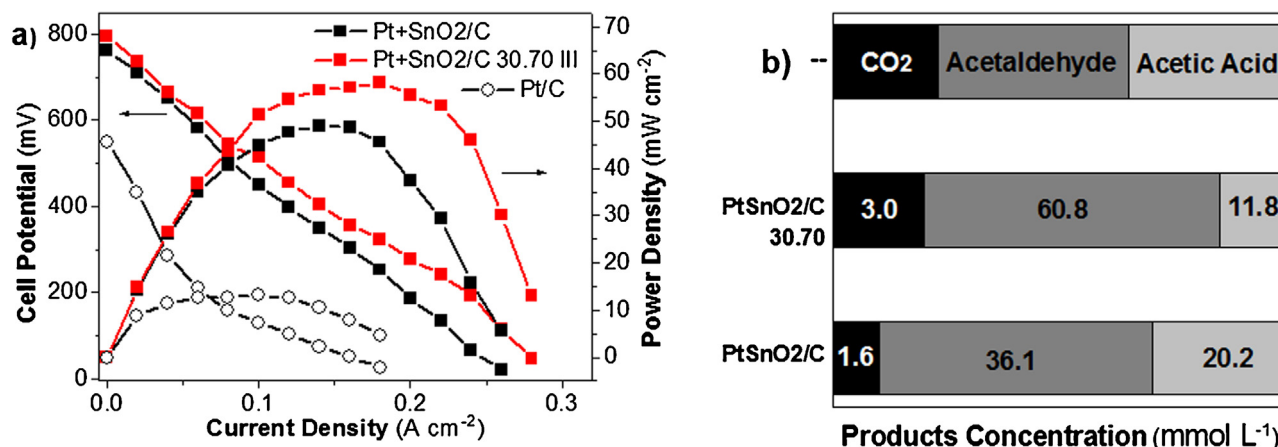 a)
Pt+SnO2/C
Pt+SnO2/C 30.70 III
Pt/C
800
600
400
200
0
Cell Potential (mV)
70
60
50
40
30
20
10
0
Power Density (mW cm-2)
0.0 0.1 0.2 0.3
Current Density (A cm-2)
b)
-- CO2 Acetaldehyde Acetic Acid
PtSnO2/C
30.70
3.0 60.8 11.8
PtSnO2/C 1.6 36.1 20.2
Products Concentration (mmol L-1)